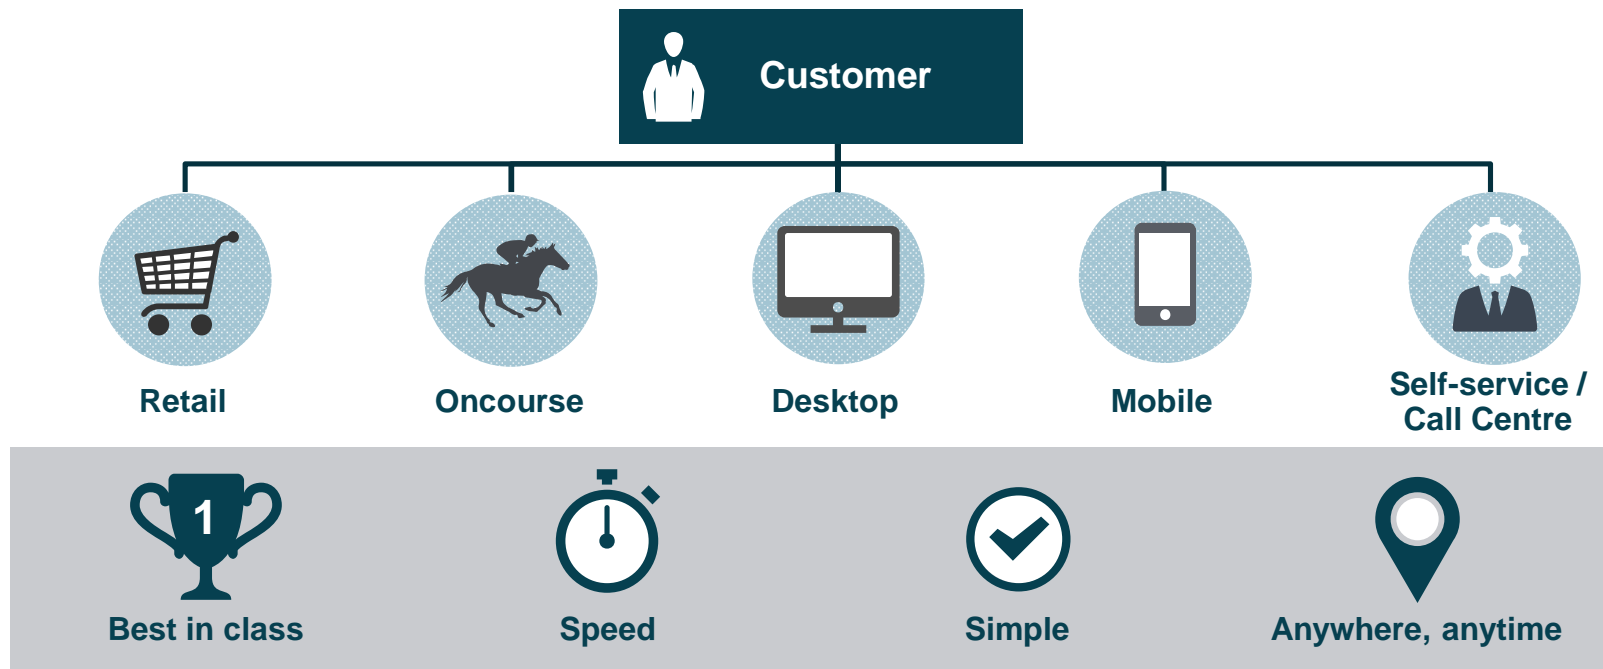 Customer
Retail
Oncourse
Desktop
Mobile
Self-service /
Call Centre
1
Best in class
Speed
Simple
Anywhere, anytime